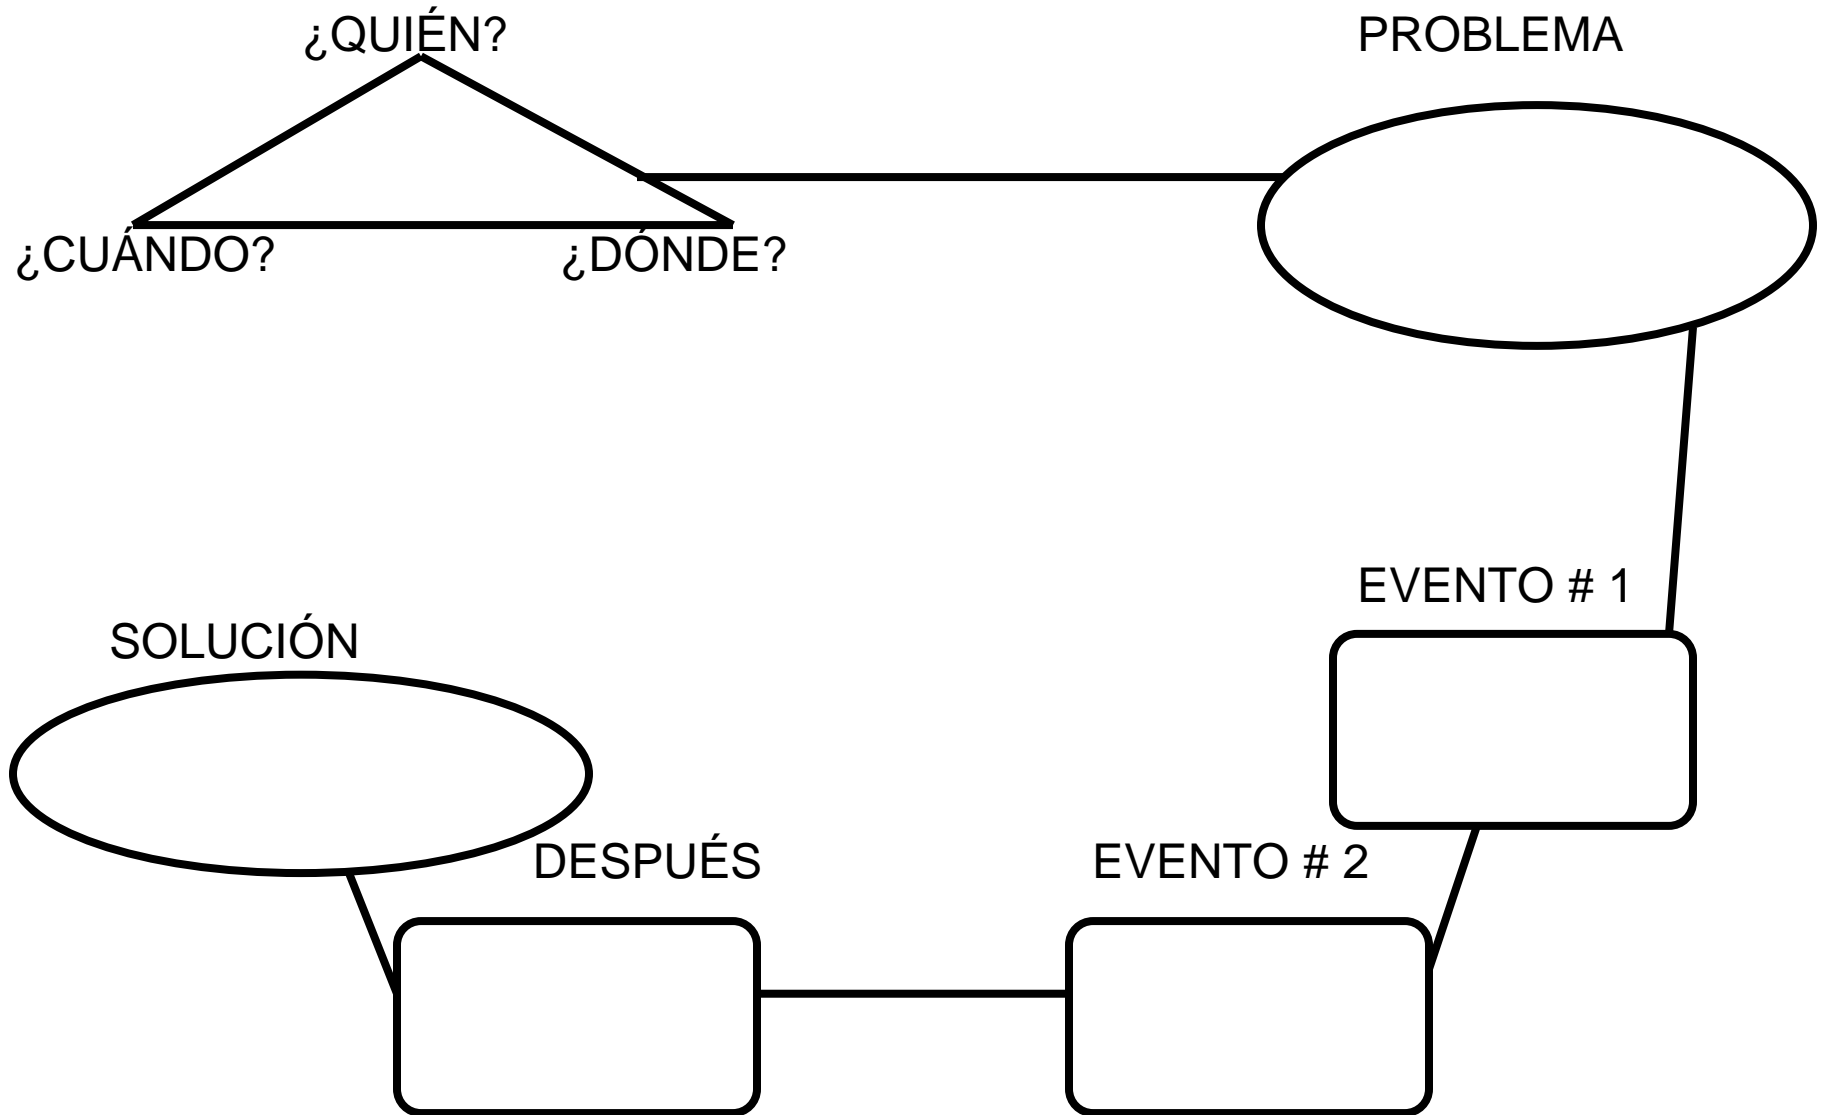 ¿QUIÉN?
PROBLEMA
¿CUÁNDO?
¿DÓNDE?
EVENTO # 1
SOLUCIÓN
DESPUÉS
EVENTO # 2